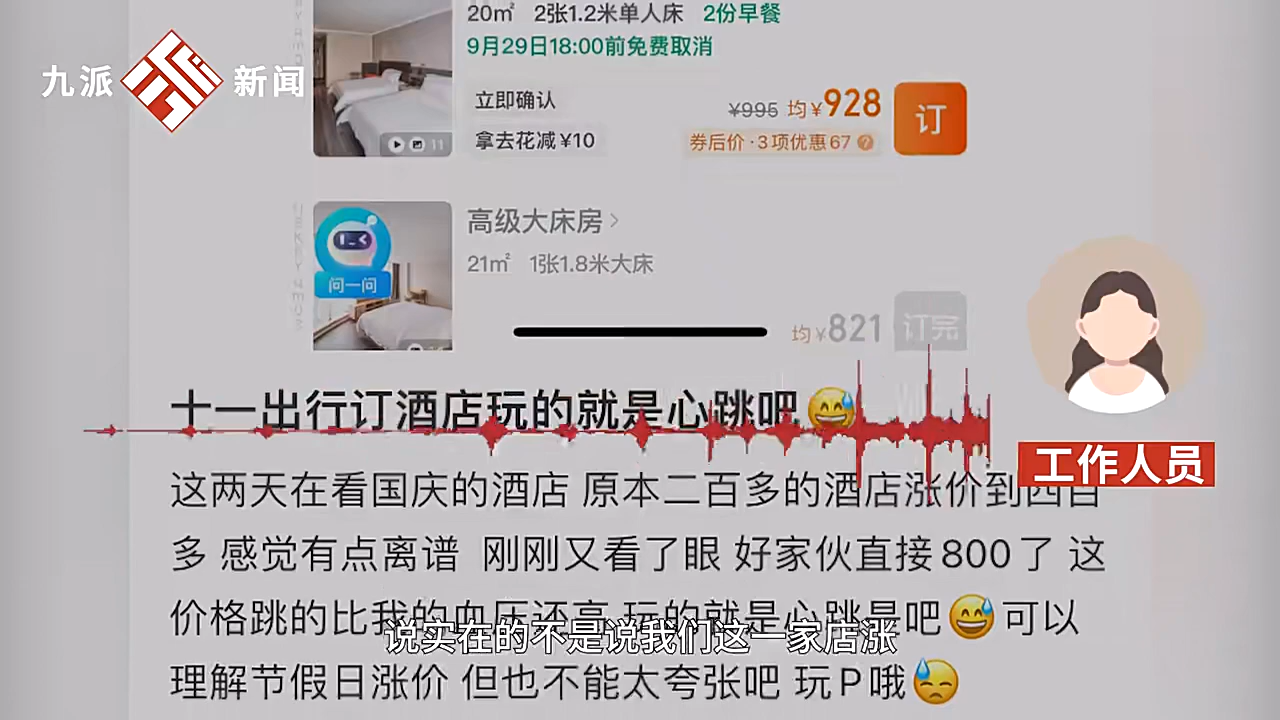 20㎡ 2张1.2米单人床 2份早餐
9月29日18:00前免费取消
九派 新闻
立即确认
¥995 均¥928
订
拿去花减¥10
券后价·3项优惠67
11
高级大床房
21㎡ 1张1.8米大床
问一问
均¥821
订完
十一出行订酒店玩的就是心跳吧😅
工作人员
这两天在看国庆的酒店 原本二百多的酒店涨价到四百
多 感觉有点离谱 刚刚又看了眼 好家伙直接800了 这
价格跳的比我的血压还高 玩的就是心跳是吧😅可以
说实在的不是说我们这一家店涨
理解节假日涨价 但也不能太夸张吧 玩P哦😓